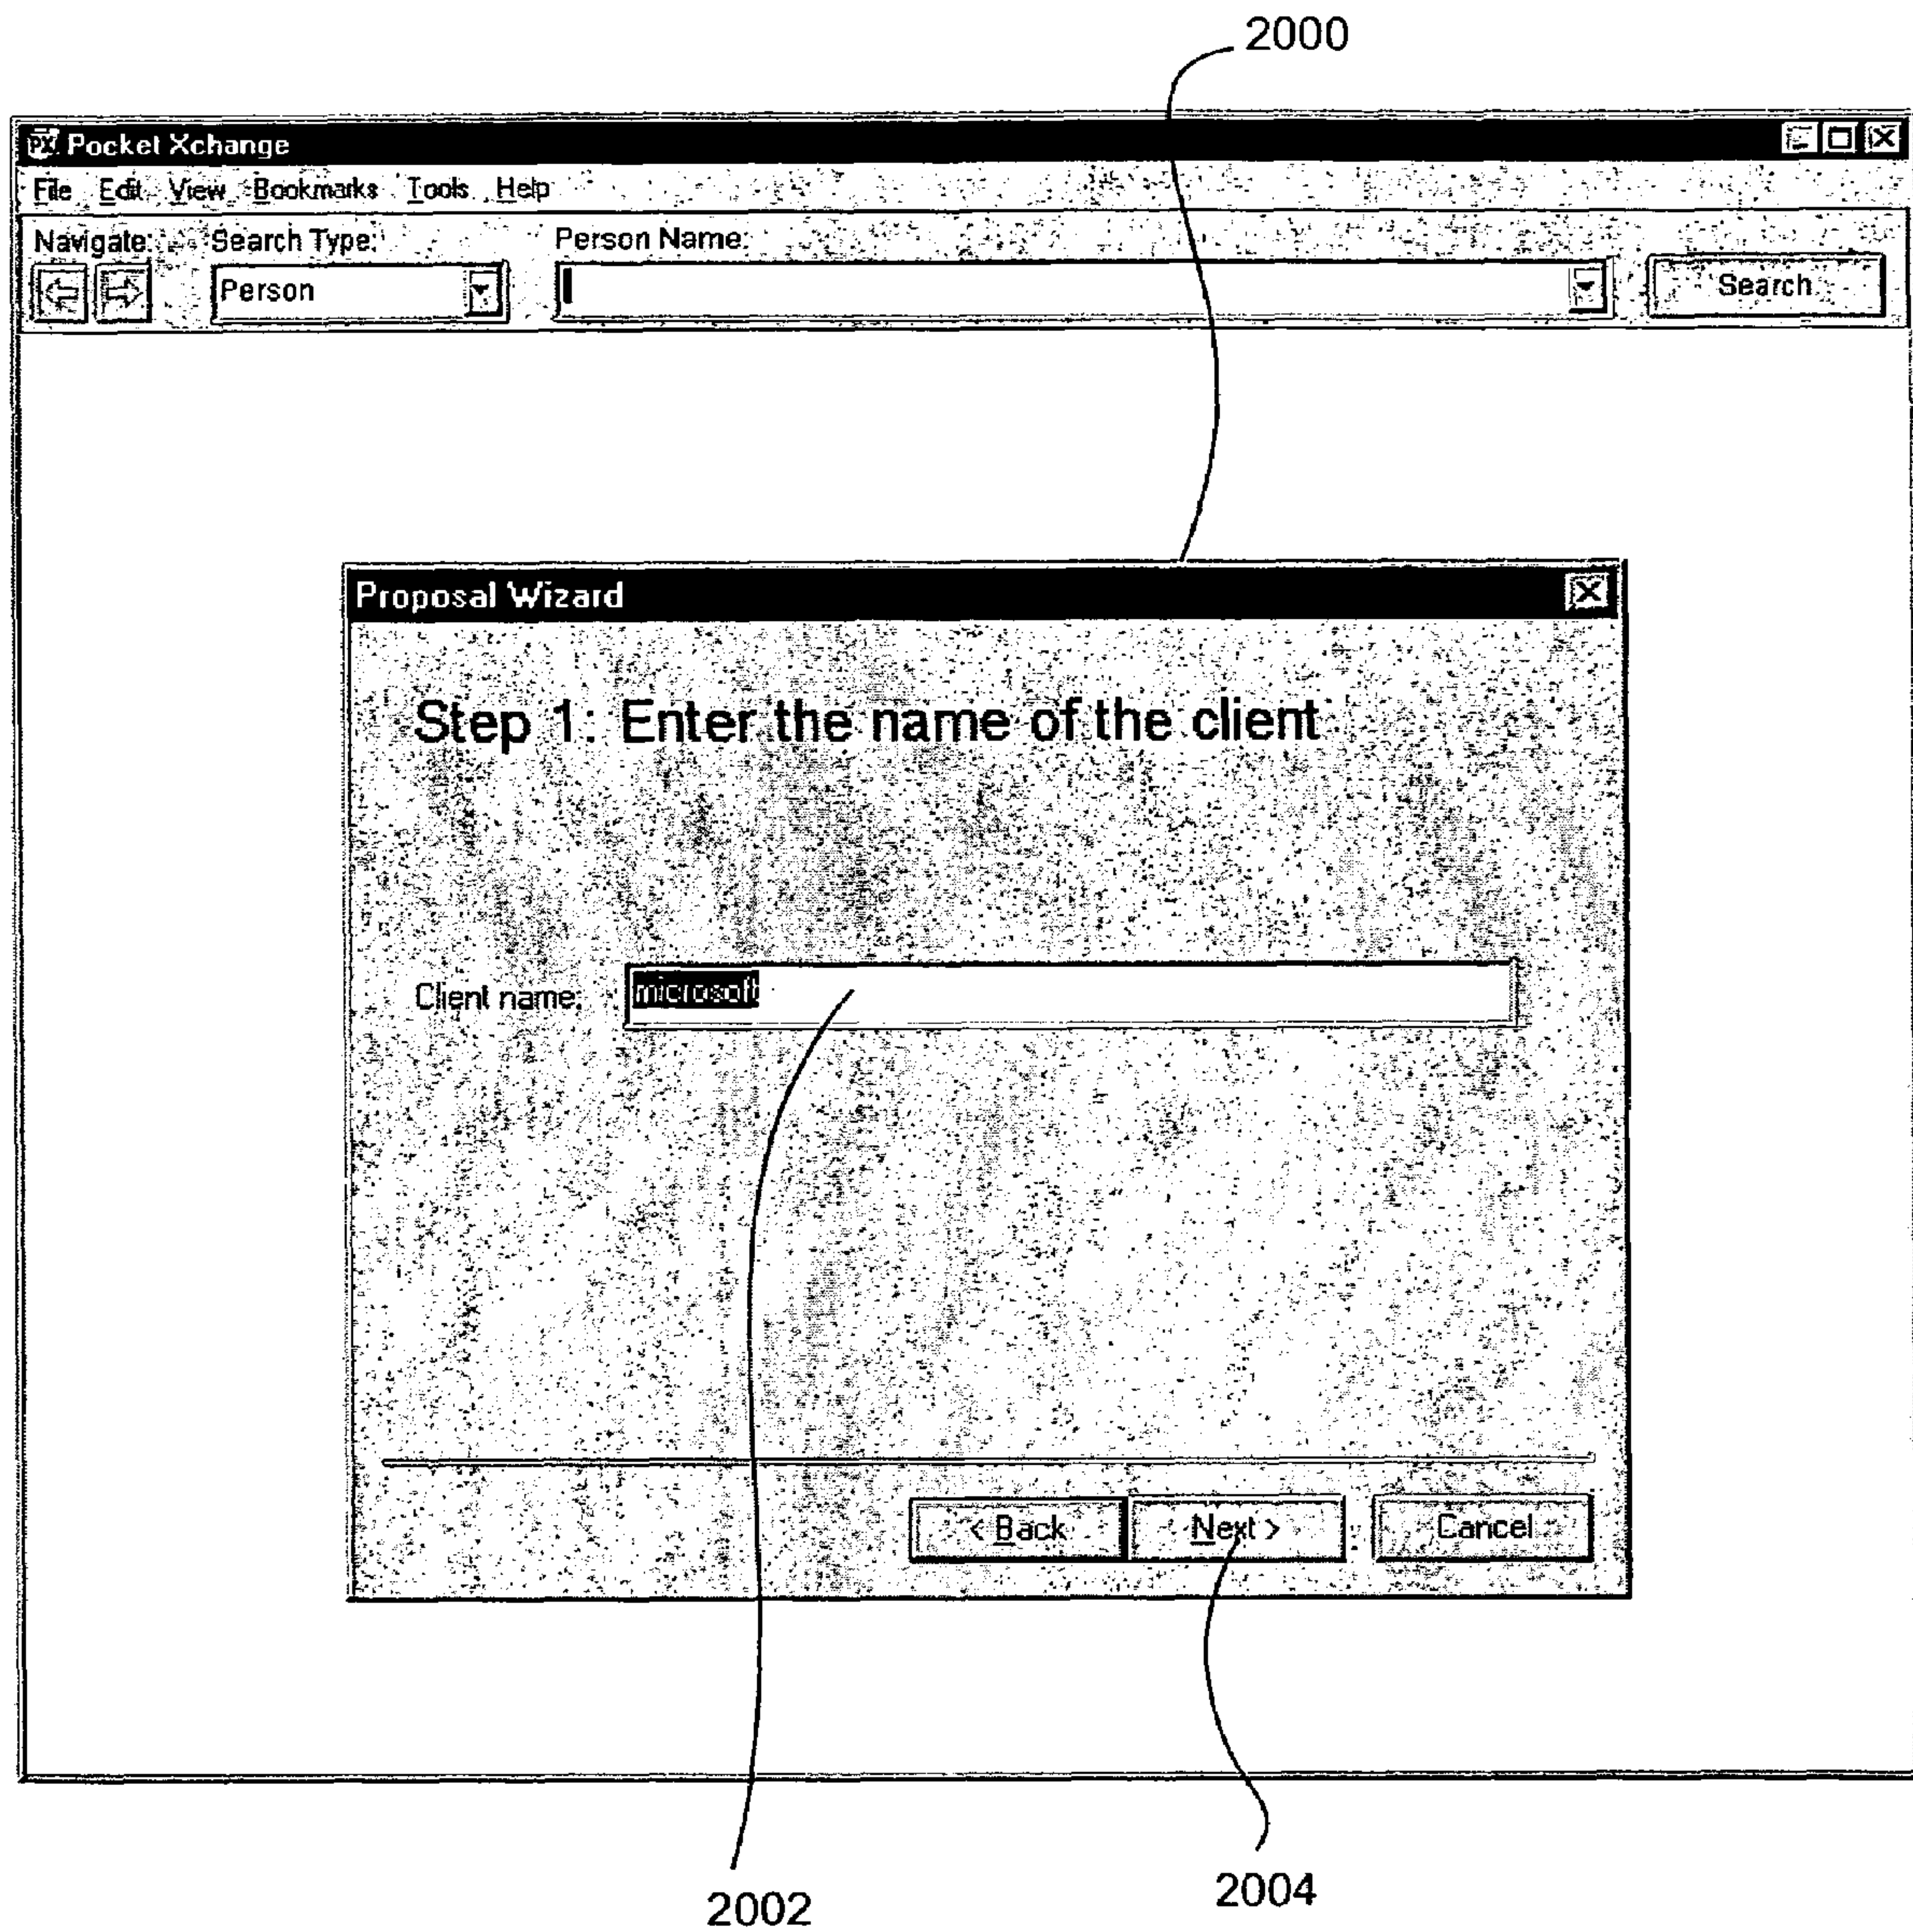 2000
PX Pocket Xchange
File Edit View Bookmarks Tools Help
Navigate: Search Type: Person Name:
Person Search
Proposal Wizard
Step 1: Enter the name of the client
Client name: microsoft
< Back Next > Cancel
2002 2004